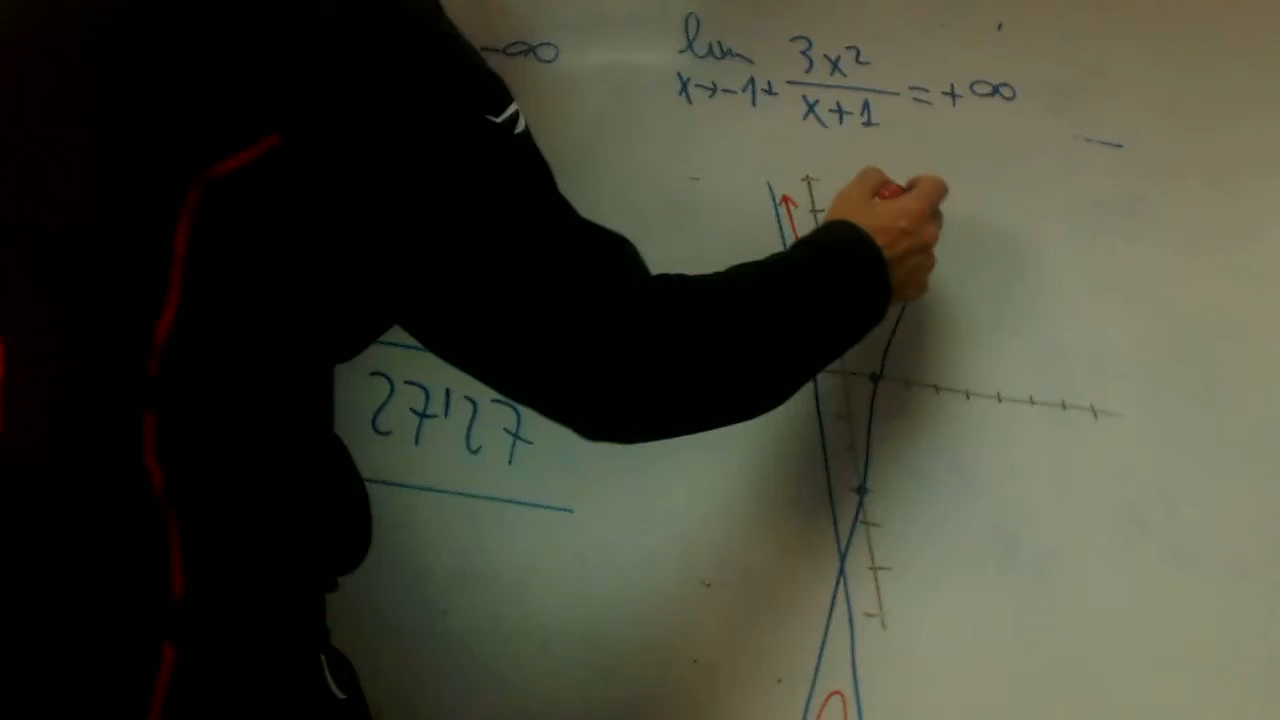 -∞
lim 3x²
x→-1+ x+1 = +∞
27'27